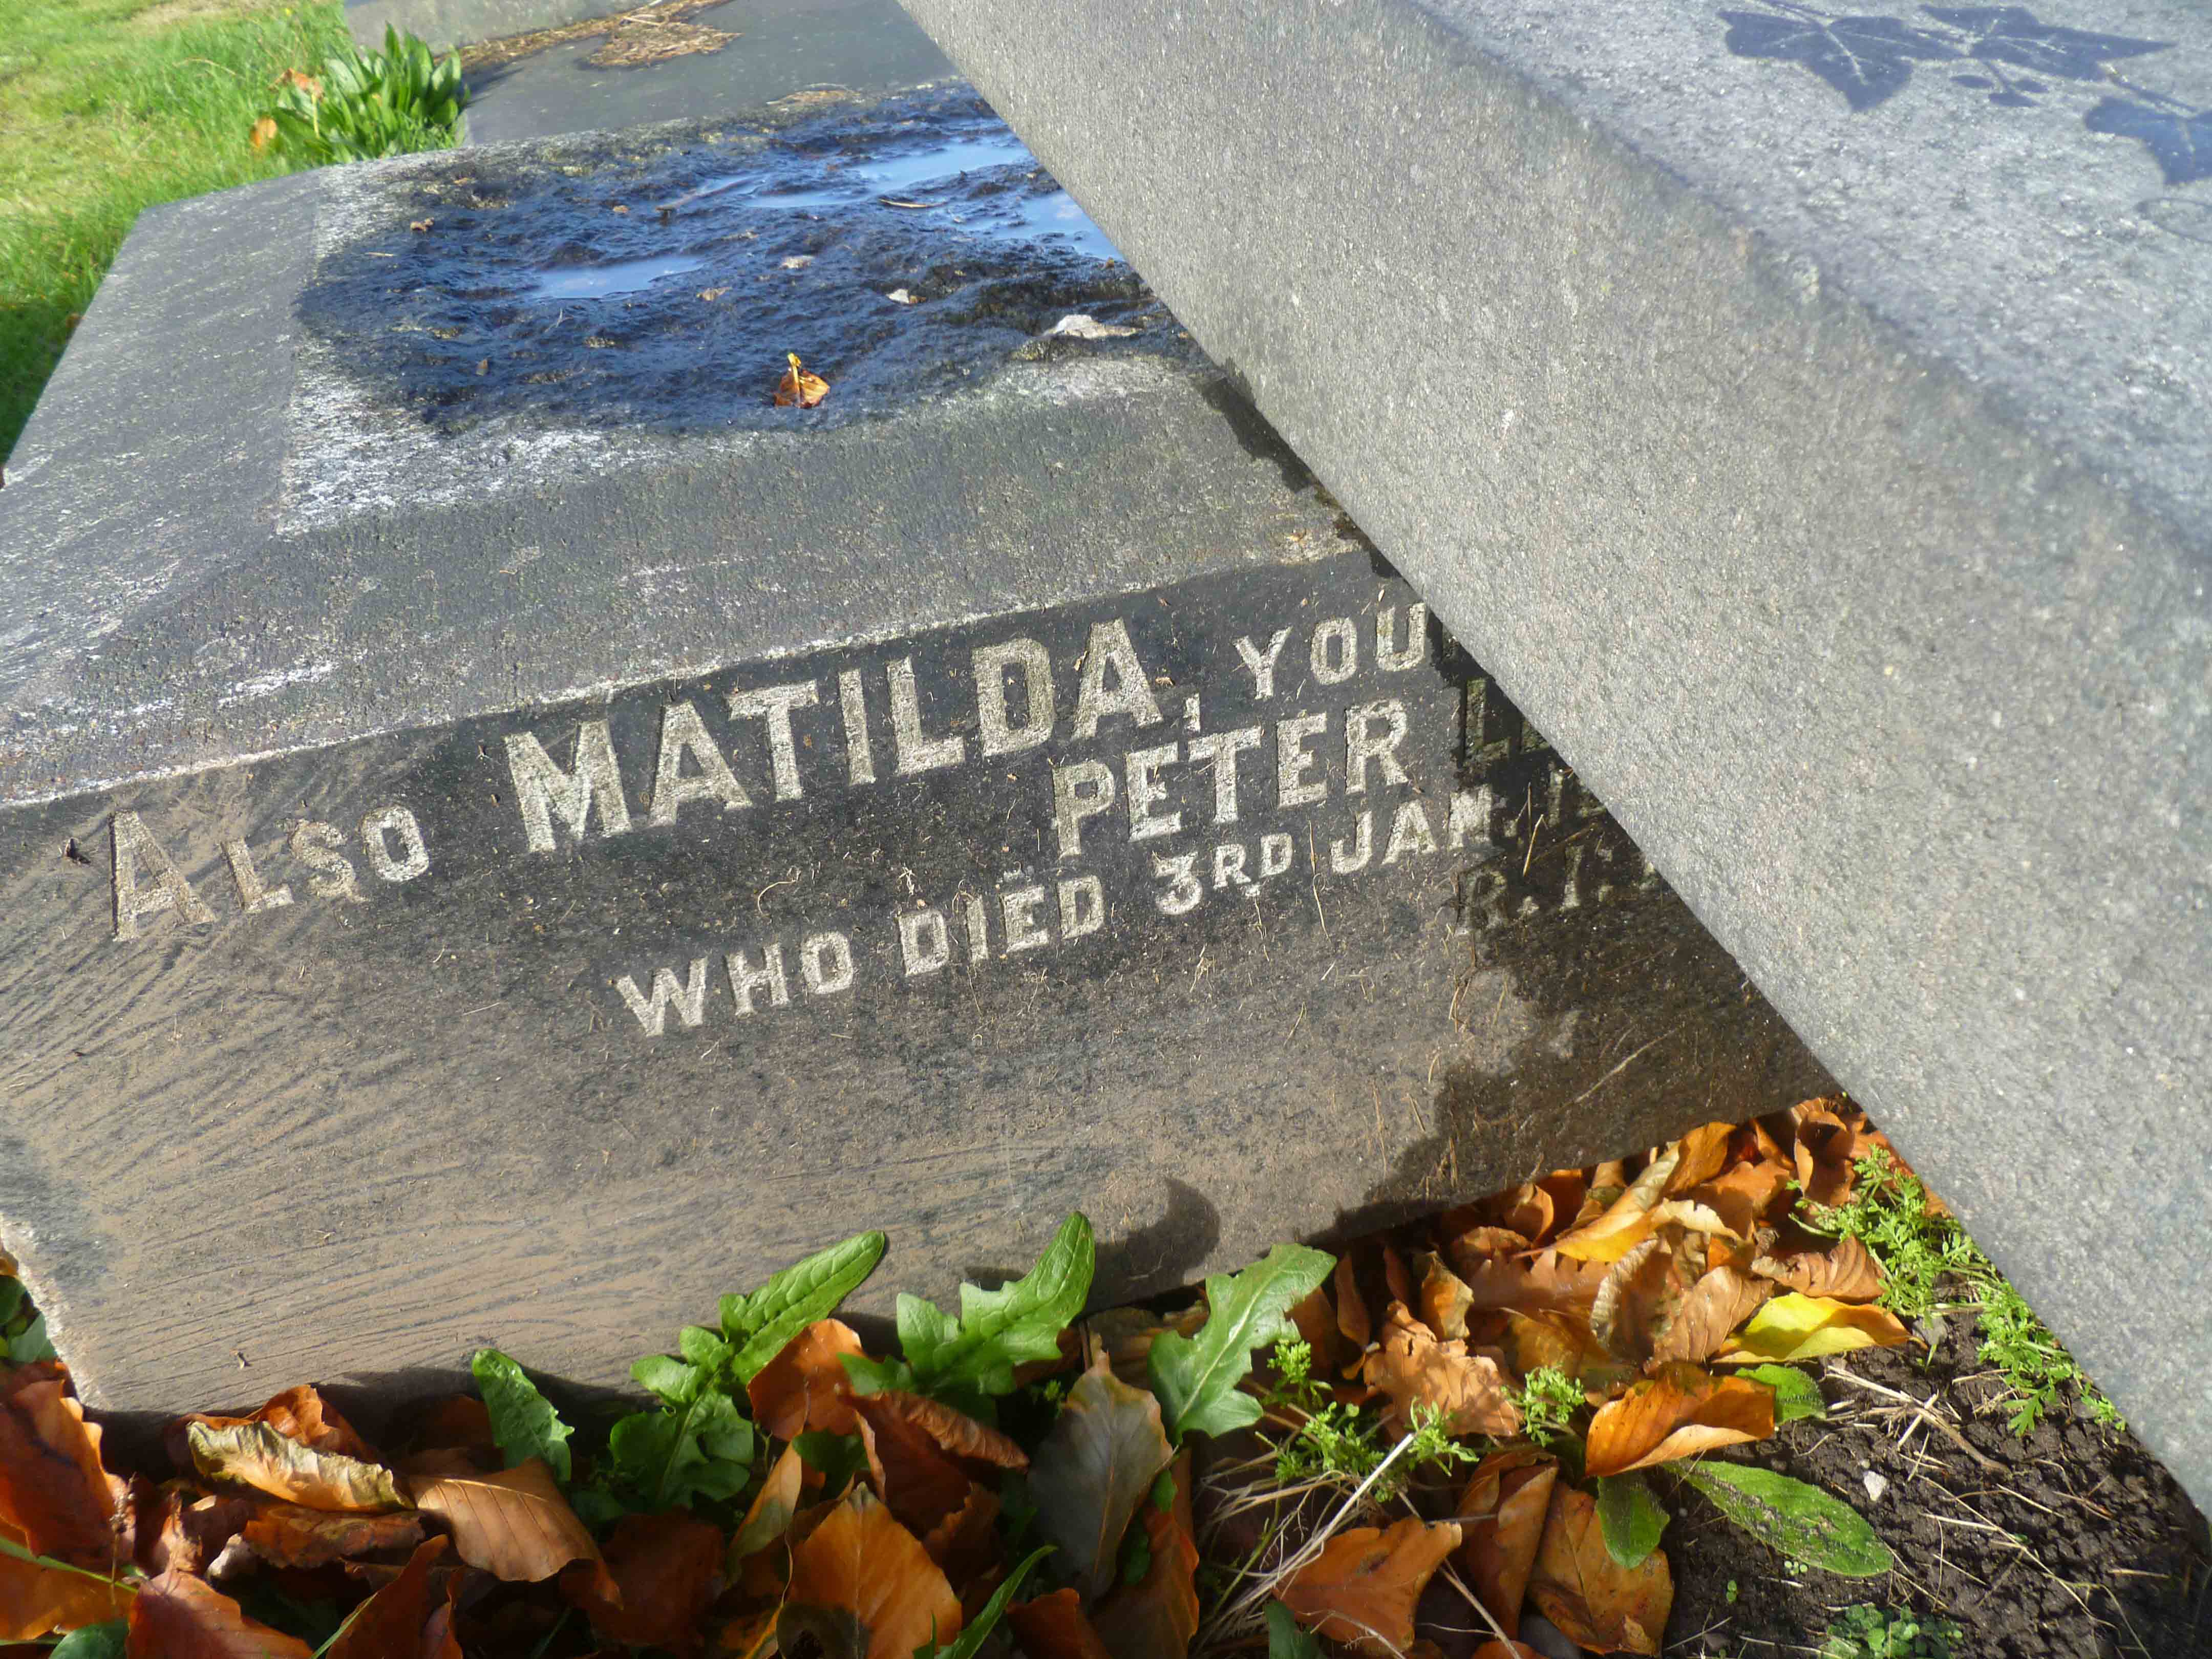 ALSO MATILDA, YOU
PETER
WHO DIED 3RD JAN.
R.I.